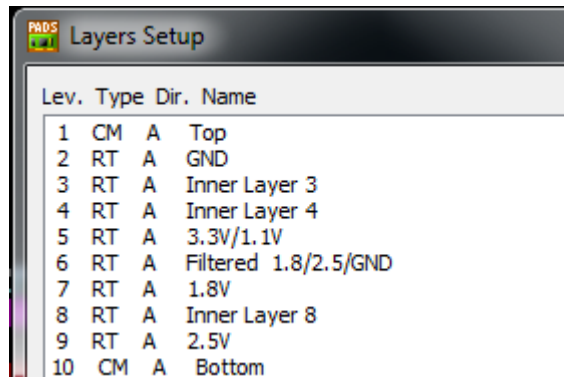 PADS Layers Setup
Lev. Type Dir. Name
1 CM A Top
2 RT A GND
3 RT A Inner Layer 3
4 RT A Inner Layer 4
5 RT A 3.3V/1.1V
6 RT A Filtered 1.8/2.5/GND
7 RT A 1.8V
8 RT A Inner Layer 8
9 RT A 2.5V
10 CM A Bottom